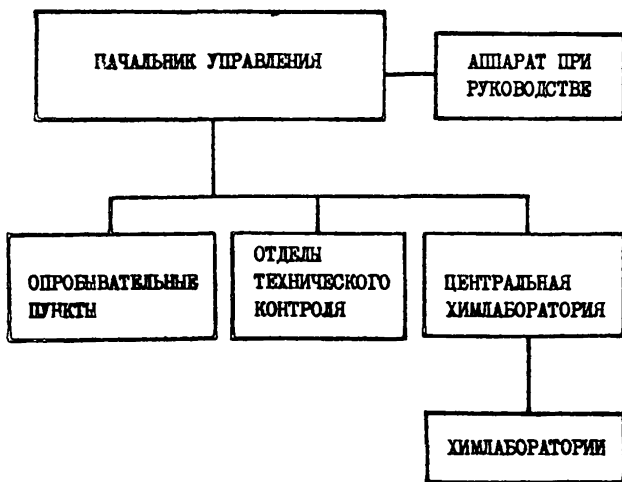 НАЧАЛЬНИК УПРАВЛЕНИЯ
АППАРАТ ПРИ
РУКОВОДСТВЕ
ОПРОБЫВАТЕЛЬНЫЕ
ПУНКТЫ
ОТДЕЛЫ
ТЕХНИЧЕСКОГО
КОНТРОЛЯ
ЦЕНТРАЛЬНАЯ
ХИМЛАБОРАТОРИЯ
ХИМЛАБОРАТОРИИ